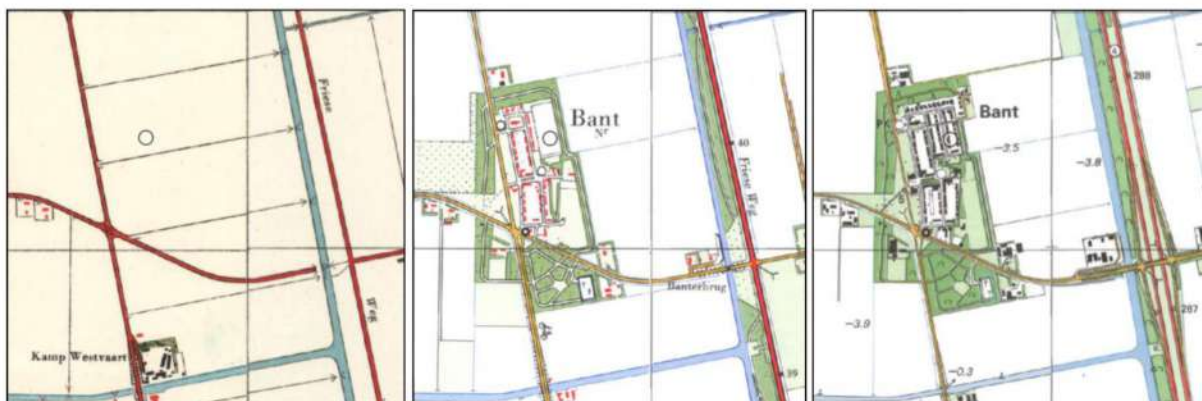 Friese
Weg
Kamp Westvaart
Bant
Nr
40
Friese Weg
Banterbrug
39
Bant
-3.5
-3.8
288
-3.9
-0.3
287
6